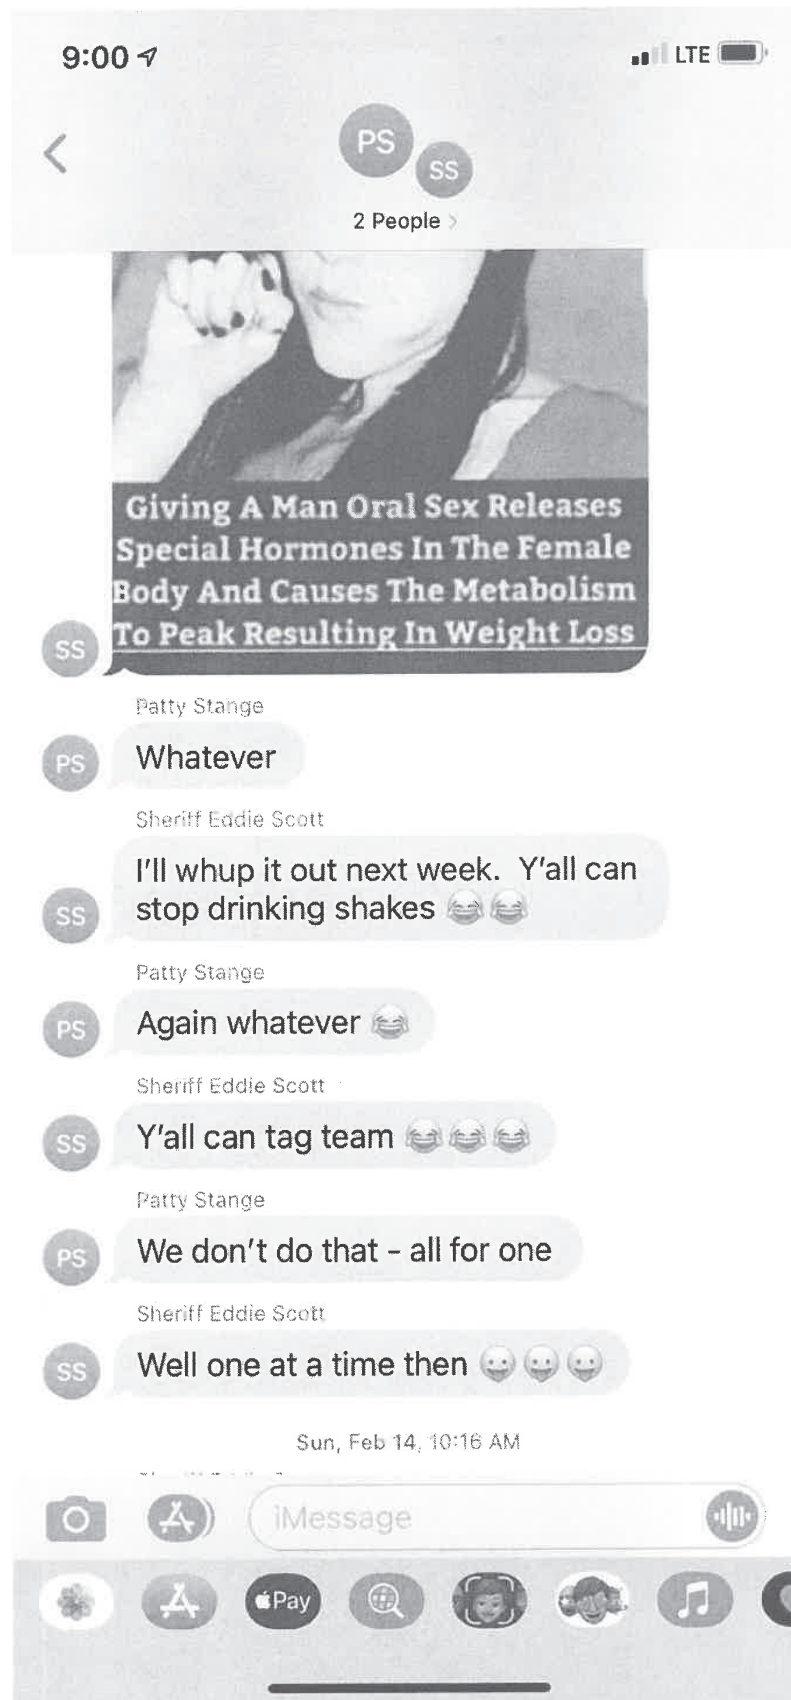 9:00
LTE
PS
SS
2 People
Giving A Man Oral Sex Releases
Special Hormones In The Female
Body And Causes The Metabolism
To Peak Resulting In Weight Loss
SS
Patty Stange
PS
Whatever
Sheriff Eddie Scott
I'll whup it out next week. Y'all can
stop drinking shakes 😂😂
SS
Patty Stange
PS
Again whatever 😂
Sheriff Eddie Scott
SS
Y'all can tag team 😂😂😂
Patty Stange
PS
We don't do that – all for one
Sheriff Eddie Scott
SS
Well one at a time then 😛😛😛
Sun, Feb 14, 10:16 AM
iMessage
Pay